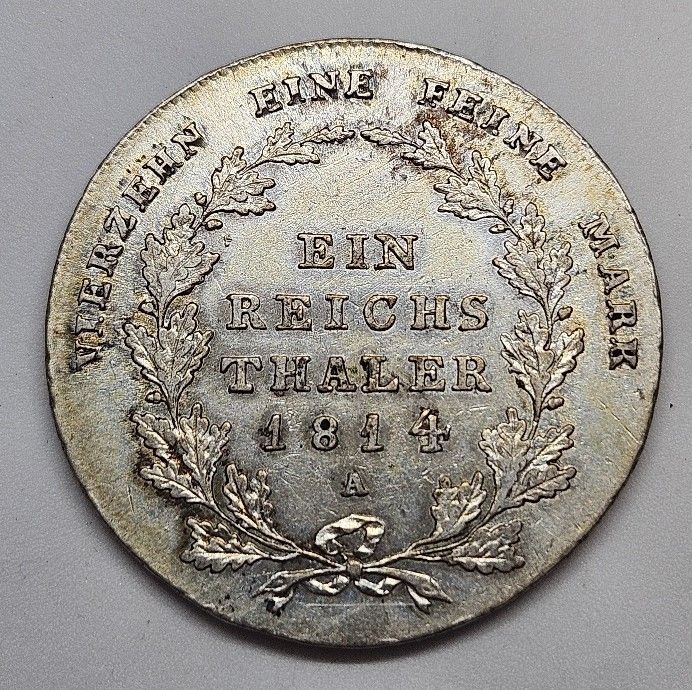 VIERZEHN EINE FEINE MARK
EIN
REICHS
THALER
1814
A